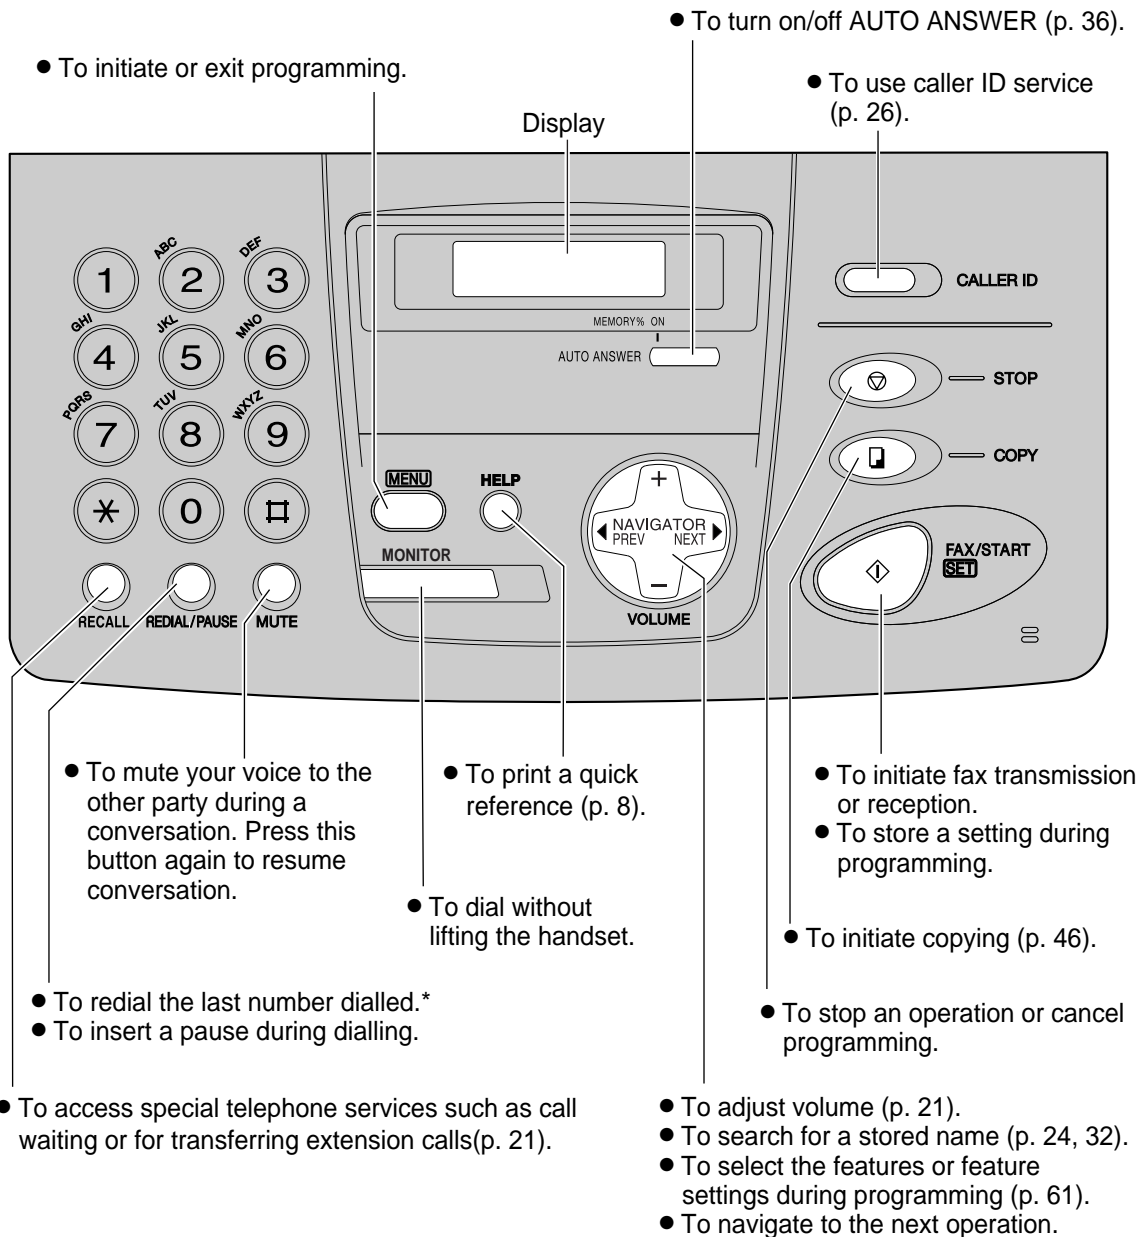 ● To turn on/off AUTO ANSWER (p. 36).
● To initiate or exit programming.
● To use caller ID service
(p. 26).
Display
ABC
DEF
1
2
3
GHI
JKL
MNO
4
5
6
PQRS
TUV
WXYZ
7
8
9
0
RECALL
REDIAL/PAUSE
MUTE
MEMORY% ON
AUTO ANSWER
MENU
HELP
MONITOR
+
NAVIGATOR
PREV NEXT
−
VOLUME
CALLER ID
STOP
COPY
FAX/START
SET
● To mute your voice to the
other party during a
conversation. Press this
button again to resume
conversation.
● To print a quick
reference (p. 8).
● To initiate fax transmission
or reception.
● To store a setting during
programming.
● To dial without
lifting the handset.
● To initiate copying (p. 46).
● To redial the last number dialled.*
● To insert a pause during dialling.
● To stop an operation or cancel
programming.
● To access special telephone services such as call
waiting or for transferring extension calls(p. 21).
● To adjust volume (p. 21).
● To search for a stored name (p. 24, 32).
● To select the features or feature
settings during programming (p. 61).
● To navigate to the next operation.